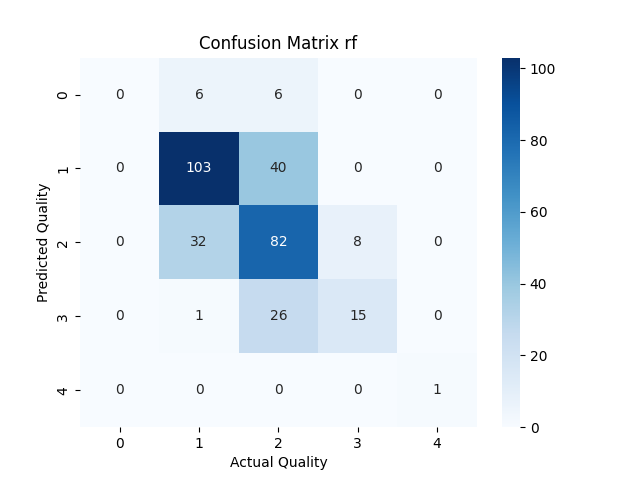 Confusion Matrix rf
0 0 6 6 0 0
1 0 103 40 0 0
2 0 32 82 8 0
3 0 1 26 15 0
4 0 0 0 0 1
0 1 2 3 4
Predicted Quality
Actual Quality
100
80
60
40
20
0